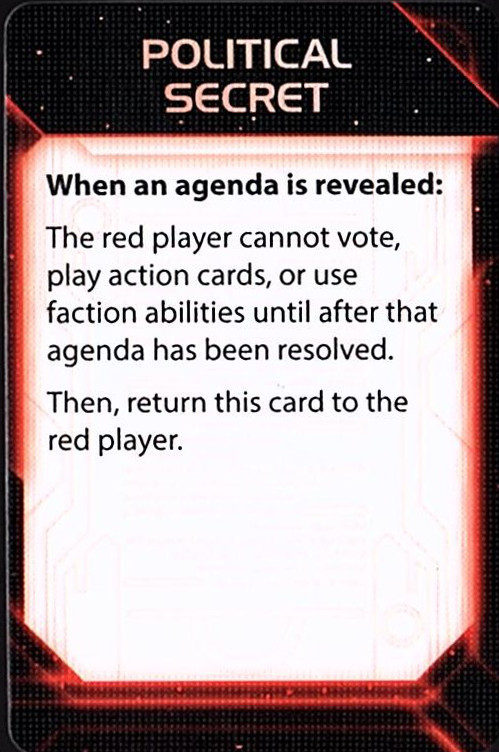 POLITICAL
SECRET
When an agenda is revealed:
The red player cannot vote,
play action cards, or use
faction abilities until after that
agenda has been resolved.
Then, return this card to the
red player.